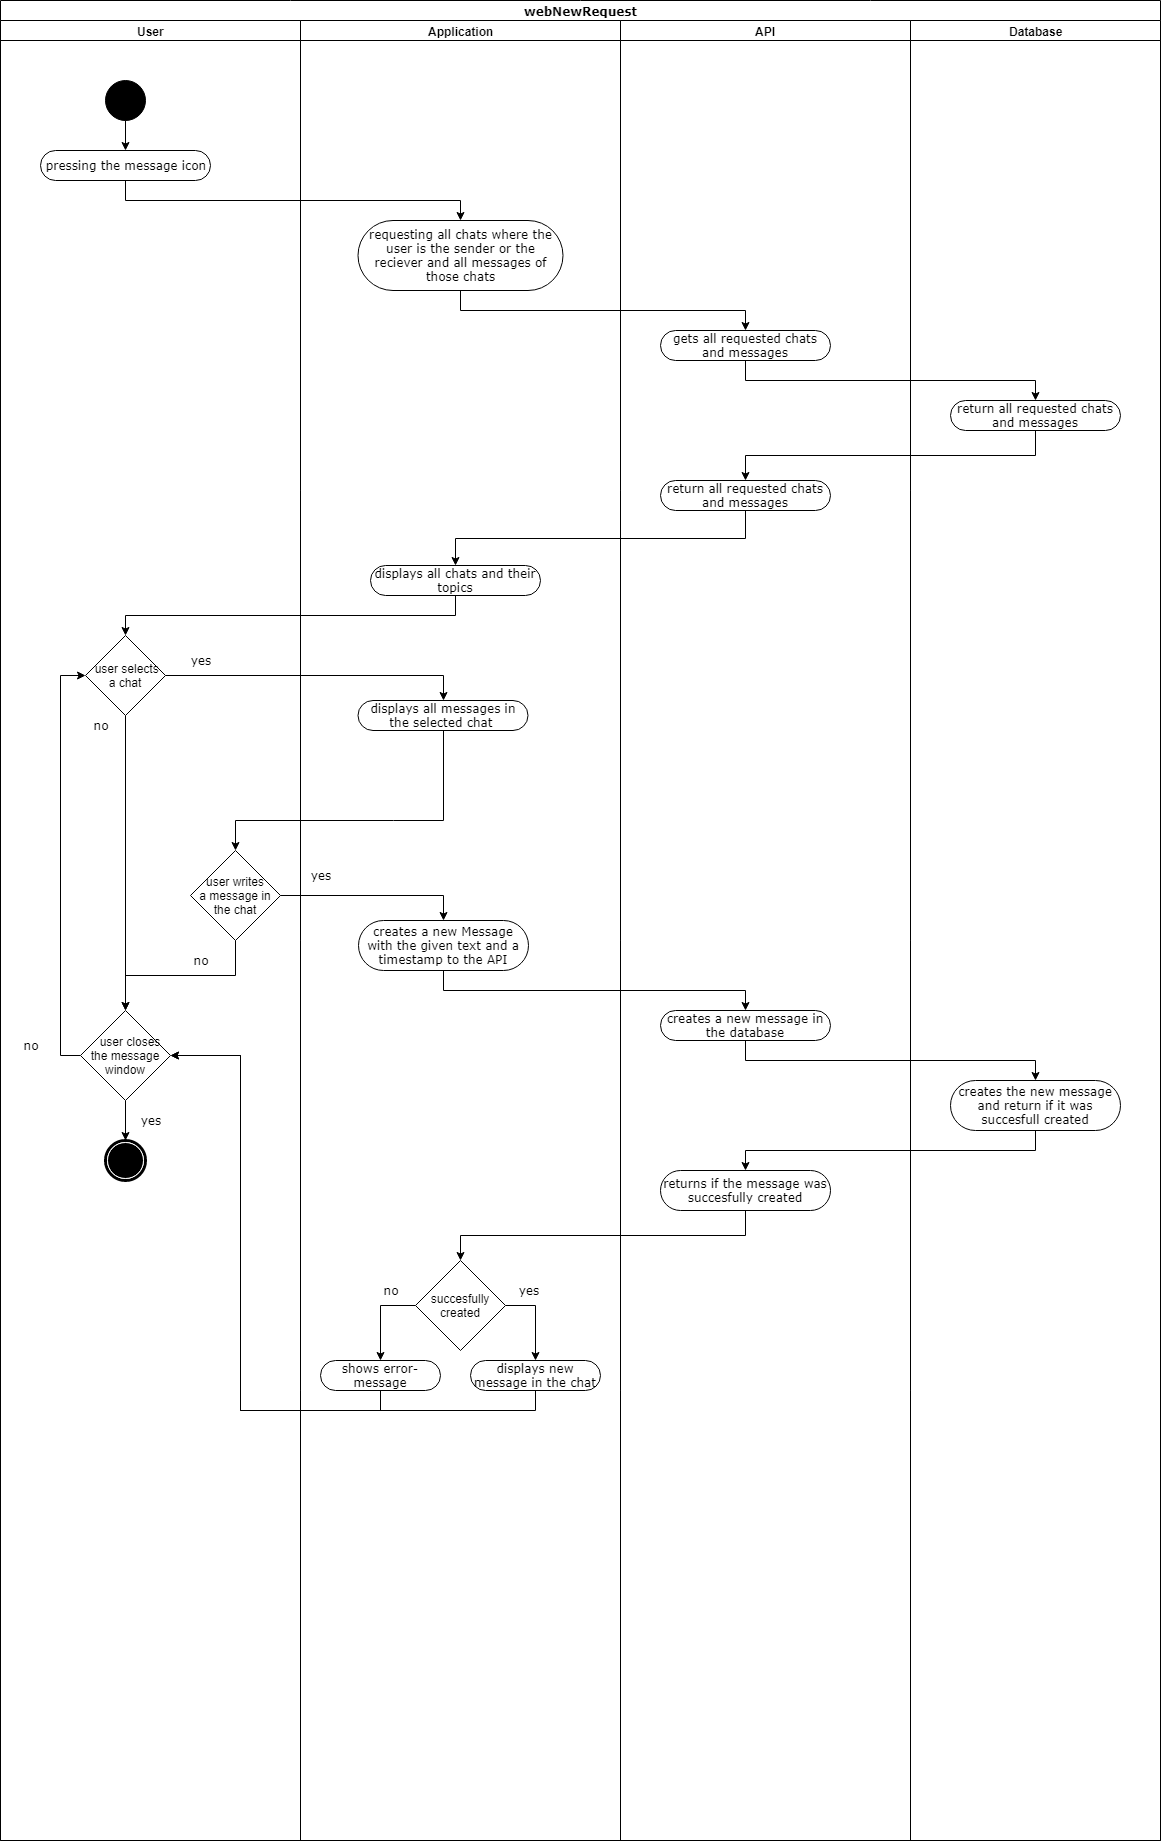 webNewRequest
User
Application
API
Database
pressing the message icon
requesting all chats where the
user is the sender or the
reciever and all messages of
those chats
gets all requested chats
and messages
return all requested chats
and messages
return all requested chats
and messages
displays all chats and their
topics
user selects
a chat
yes
no
displays all messages in
the selected chat
user writes
a message in
the chat
yes
no
creates a new Message
with the given text and a
timestamp to the API
creates a new message in
the database
user closes
the message
window
no
yes
creates the new message
and return if it was
succesfull created
returns if the message was
succesfully created
succesfully
created
no
yes
shows error-
message
displays new
message in the chat